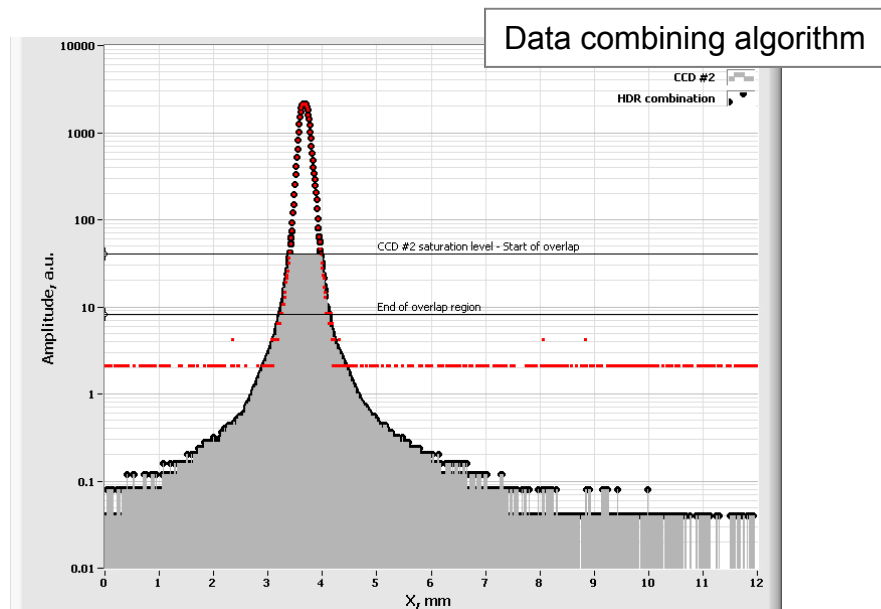 Data combining algorithm
CCD #2
HDR combination
10000
1000
100
10
1
0.1
0.01
Amplitude, a.u.
CCD #2 saturation level - Start of overlap
End of overlap region
0 1 2 3 4 5 6 7 8 9 10 11 12
X, mm